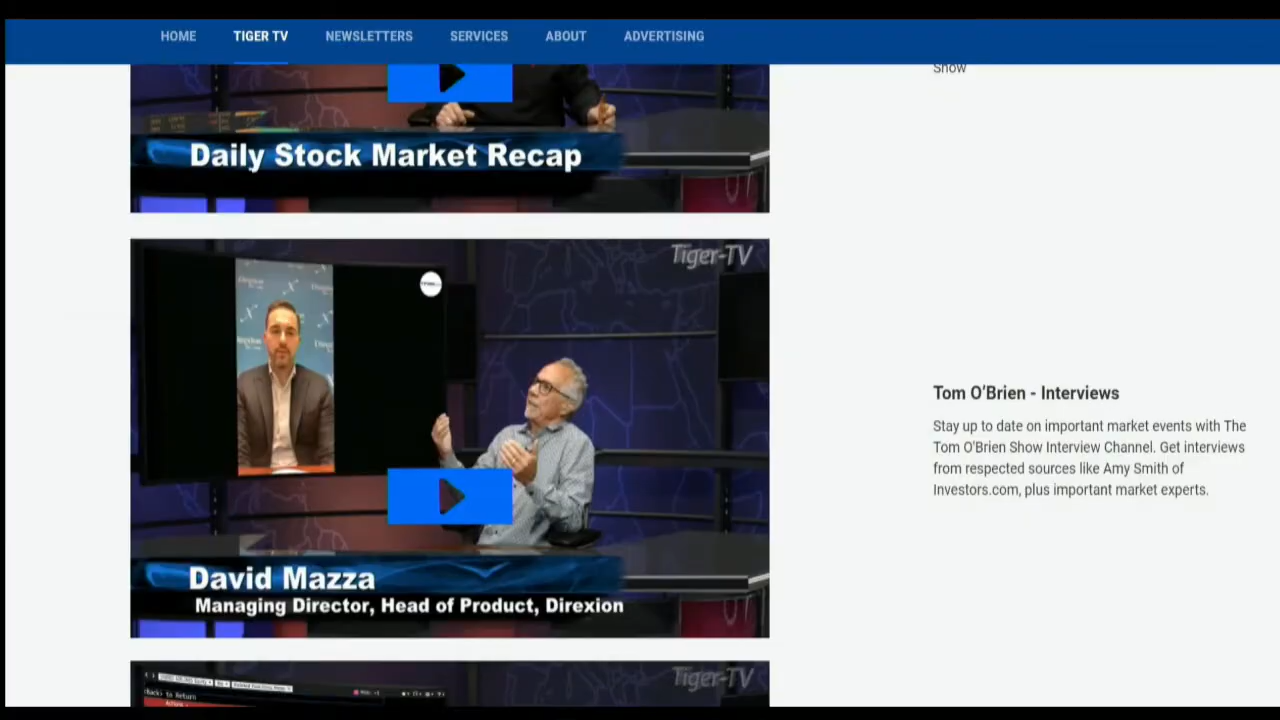 HOME TIGER TV NEWSLETTERS SERVICES ABOUT ADVERTISING
Show
Daily Stock Market Recap
Tiger-TV
Tom O'Brien - Interviews
Stay up to date on important market events with The
Tom O'Brien Show Interview Channel. Get interviews
from respected sources like Amy Smith of
Investors.com, plus important market experts.
David Mazza
Managing Director, Head of Product, Direxion
Tiger-TV
to Return